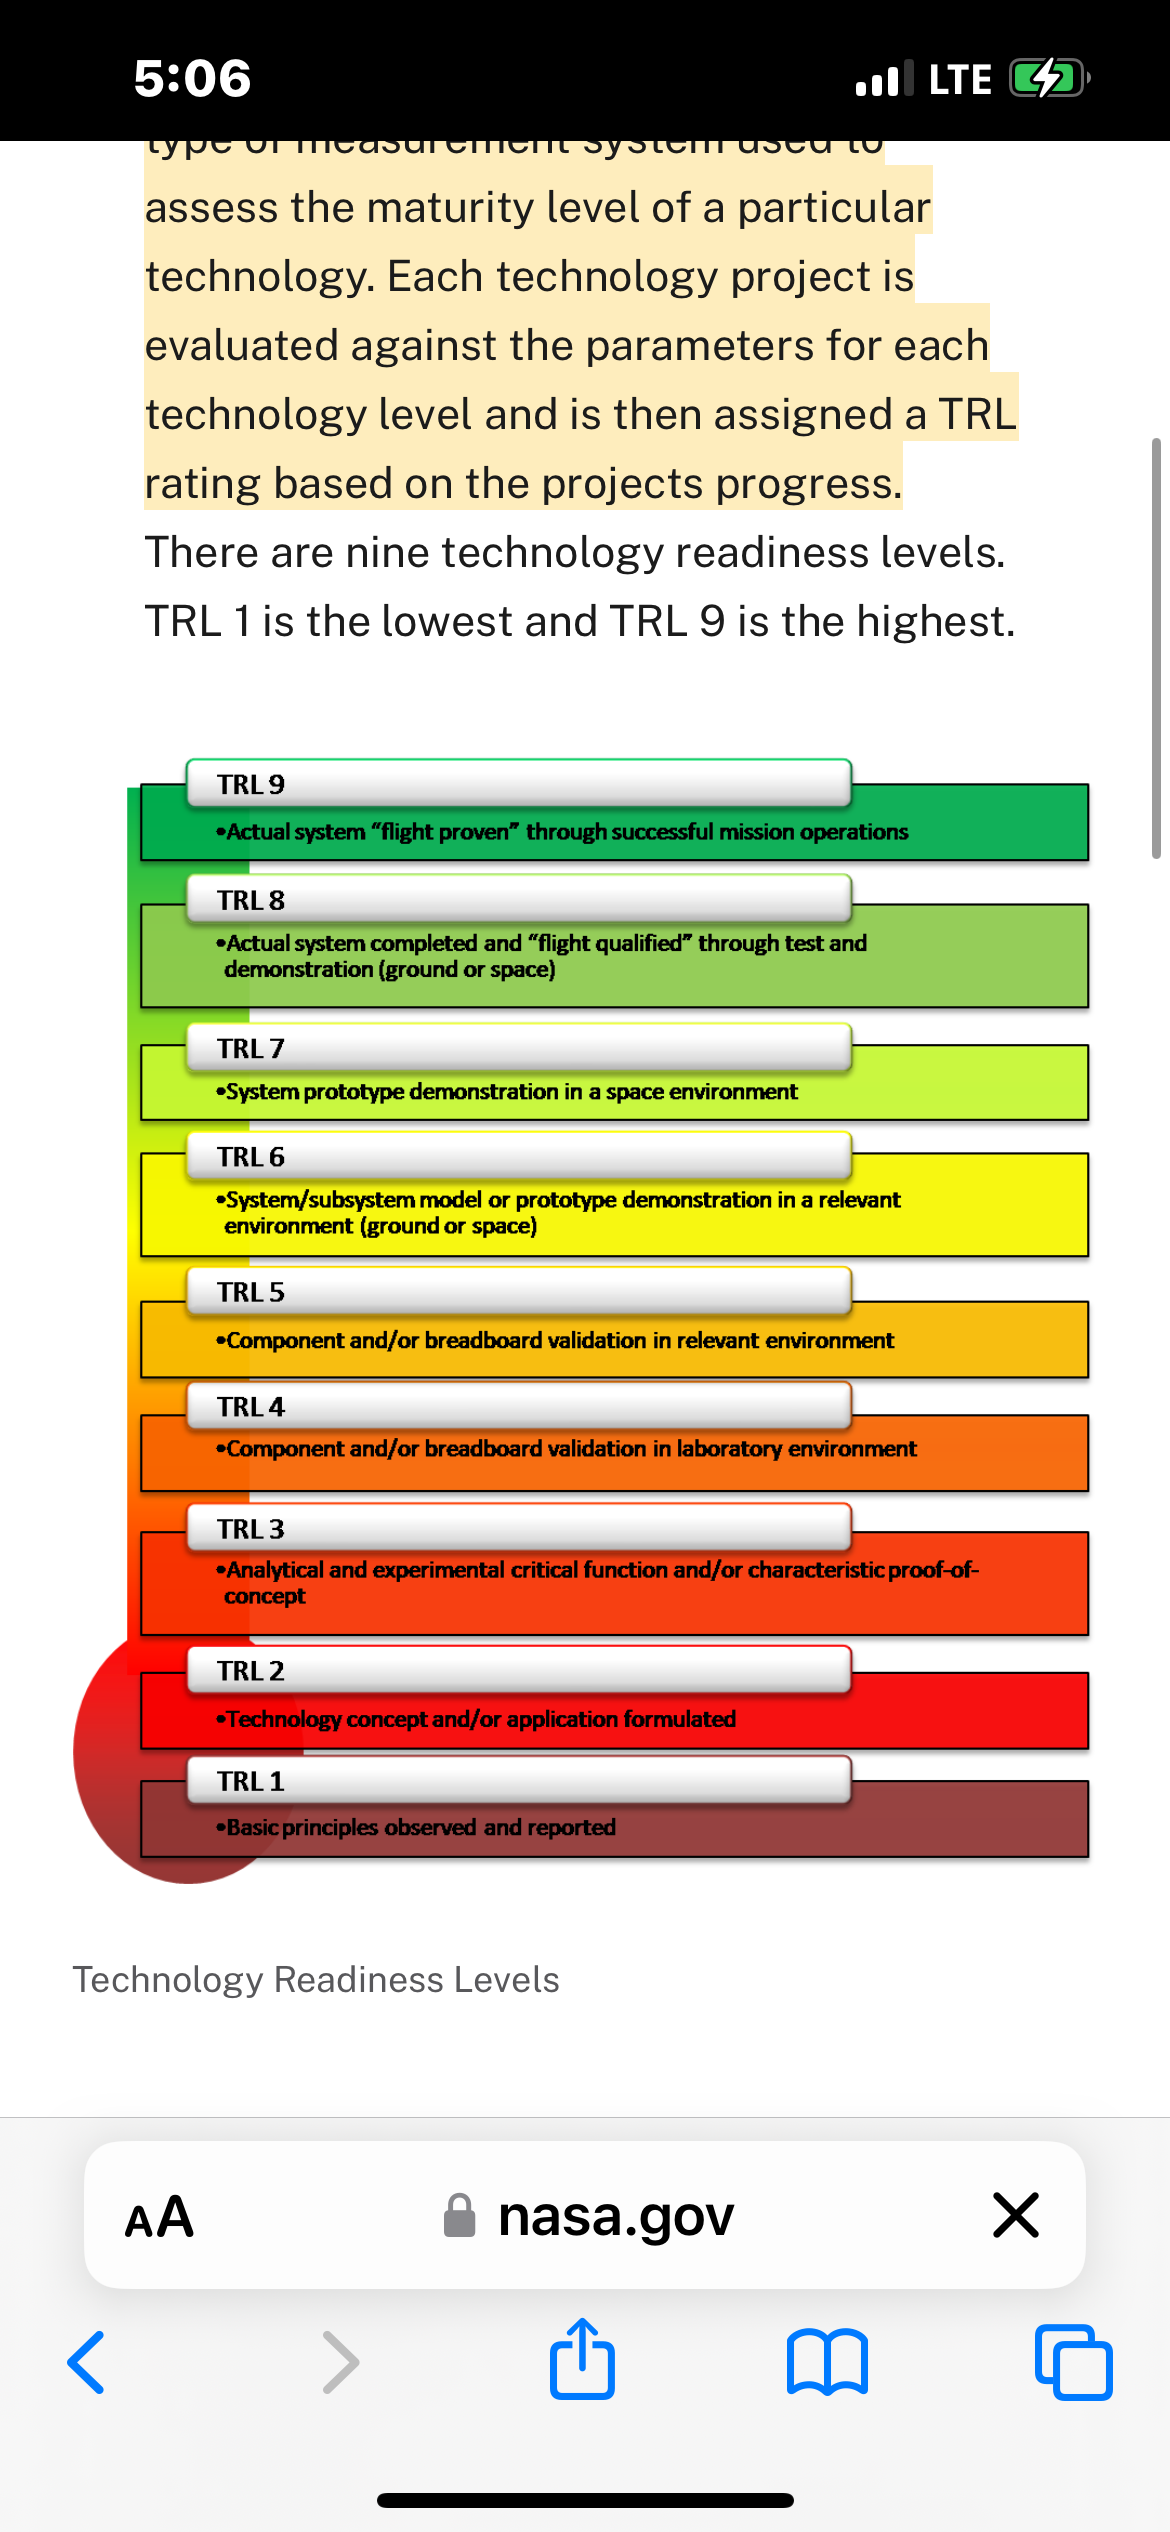 5:06
LTE
type of measurement system used to
assess the maturity level of a particular
technology. Each technology project is
evaluated against the parameters for each
technology level and is then assigned a TRL
rating based on the projects progress.
There are nine technology readiness levels.
TRL 1 is the lowest and TRL 9 is the highest.
TRL 9
•Actual system “flight proven” through successful mission operations
TRL 8
•Actual system completed and “flight qualified” through test and
demonstration (ground or space)
TRL 7
•System prototype demonstration in a space environment
TRL 6
•System/subsystem model or prototype demonstration in a relevant
environment (ground or space)
TRL 5
•Component and/or breadboard validation in relevant environment
TRL 4
•Component and/or breadboard validation in laboratory environment
TRL 3
•Analytical and experimental critical function and/or characteristic proof-of-
concept
TRL 2
•Technology concept and/or application formulated
TRL 1
•Basic principles observed and reported
Technology Readiness Levels
AA nasa.gov